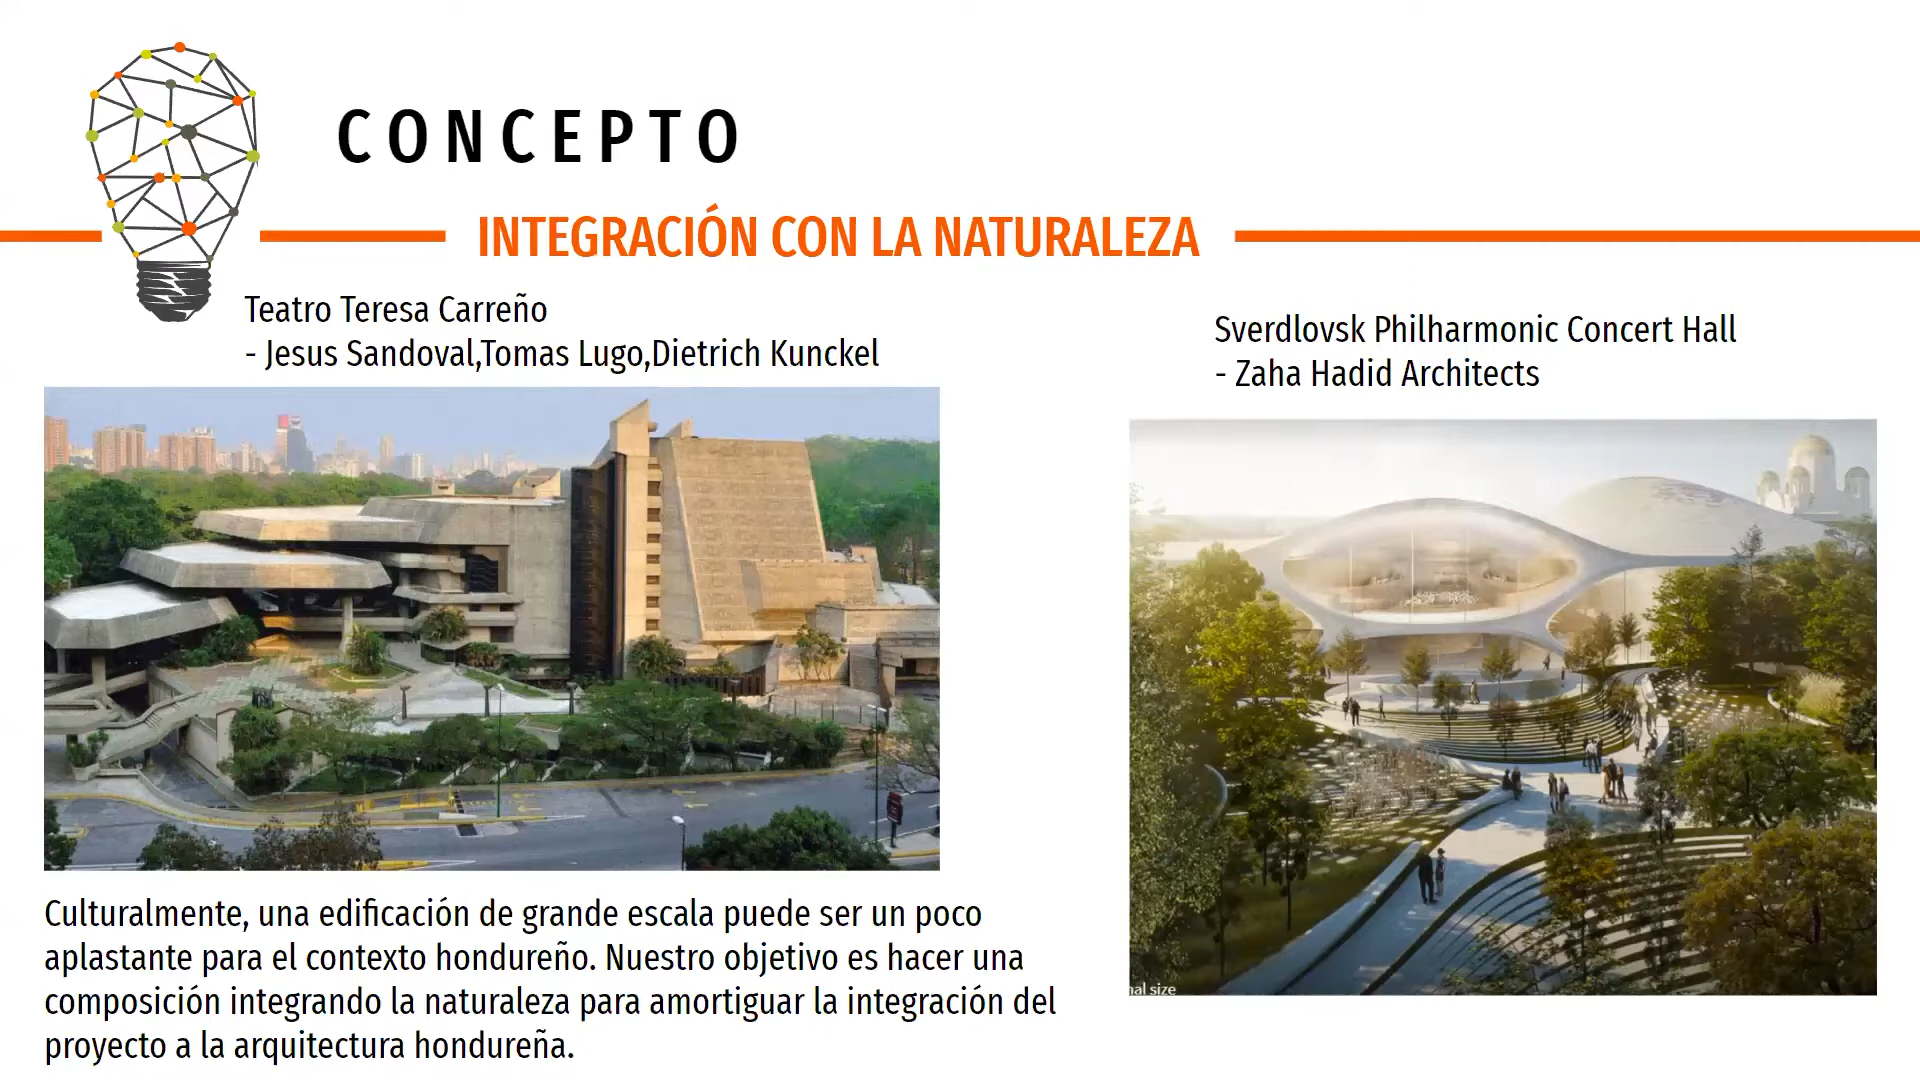 CONCEPTO
INTEGRACIÓN CON LA NATURALEZA
Teatro Teresa Carreño
- Jesus Sandoval,Tomas Lugo,Dietrich Kunckel
Sverdlovsk Philharmonic Concert Hall
- Zaha Hadid Architects
nal size
Culturalmente, una edificación de grande escala puede ser un poco
aplastante para el contexto hondureño. Nuestro objetivo es hacer una
composición integrando la naturaleza para amortiguar la integración del
proyecto a la arquitectura hondureña.